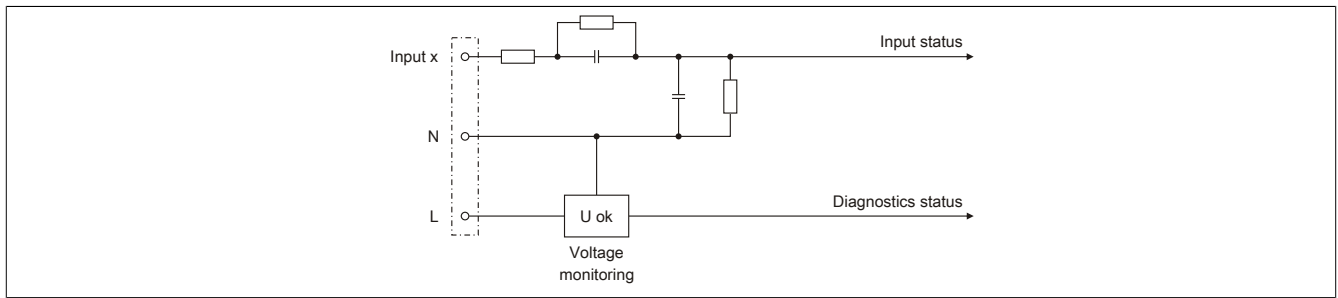 Input x
Input status
N
L
U ok
Diagnostics status
Voltage
monitoring